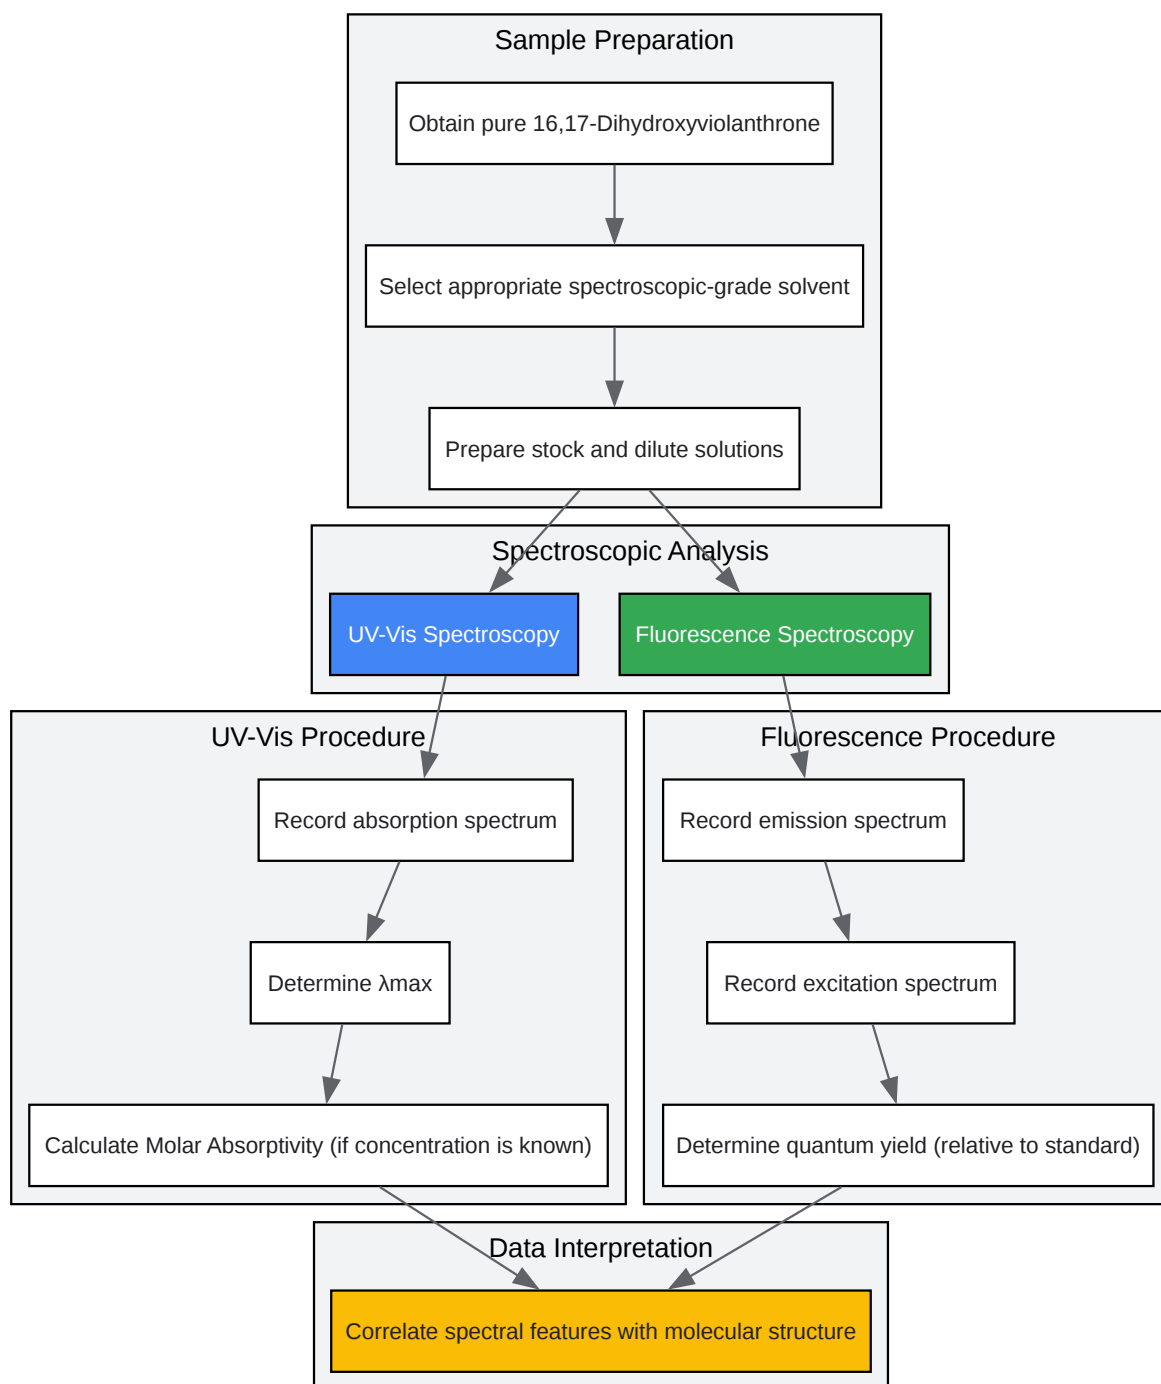 Sample Preparation
Obtain pure 16,17-Dihydroxyviolanthrone
Select appropriate spectroscopic-grade solvent
Prepare stock and dilute solutions
Spectroscopic Analysis
UV-Vis Spectroscopy
Fluorescence Spectroscopy
UV-Vis Procedure
Record absorption spectrum
Determine λmax
Calculate Molar Absorptivity (if concentration is known)
Fluorescence Procedure
Record emission spectrum
Record excitation spectrum
Determine quantum yield (relative to standard)
Data Interpretation
Correlate spectral features with molecular structure